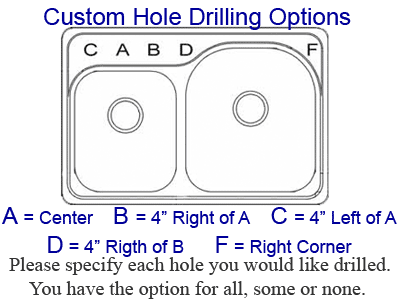 Custom Hole Drilling Options
C A B D F
A = Center B = 4” Right of A C = 4” Left of A
D = 4” Rigth of B F = Right Corner
Please specify each hole you would like drilled.
You have the option for all, some or none.